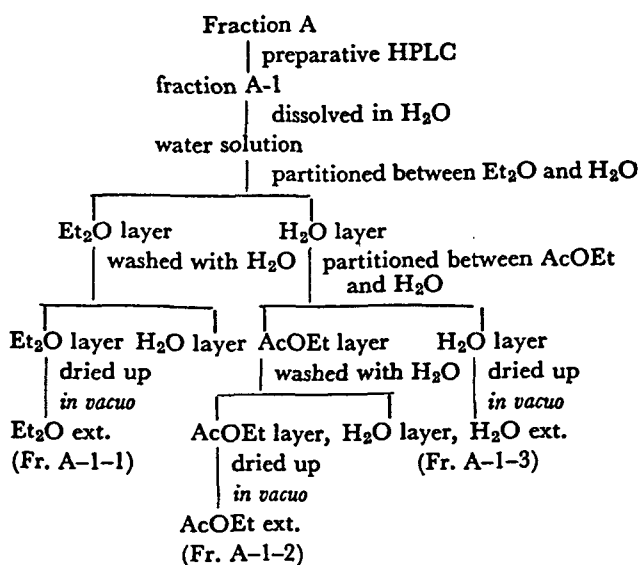 Fraction A
preparative HPLC
fraction A-1
dissolved in H₂O
water solution
partitioned between Et₂O and H₂O
Et₂O layer H₂O layer
washed with H₂O partitioned between AcOEt
and H₂O
Et₂O layer H₂O layer AcOEt layer H₂O layer
dried up washed with H₂O dried up
in vacuo in vacuo
Et₂O ext. AcOEt layer, H₂O layer, H₂O ext.
(Fr. A–1–1) dried up (Fr. A–1–3)
in vacuo
AcOEt ext.
(Fr. A–1–2)